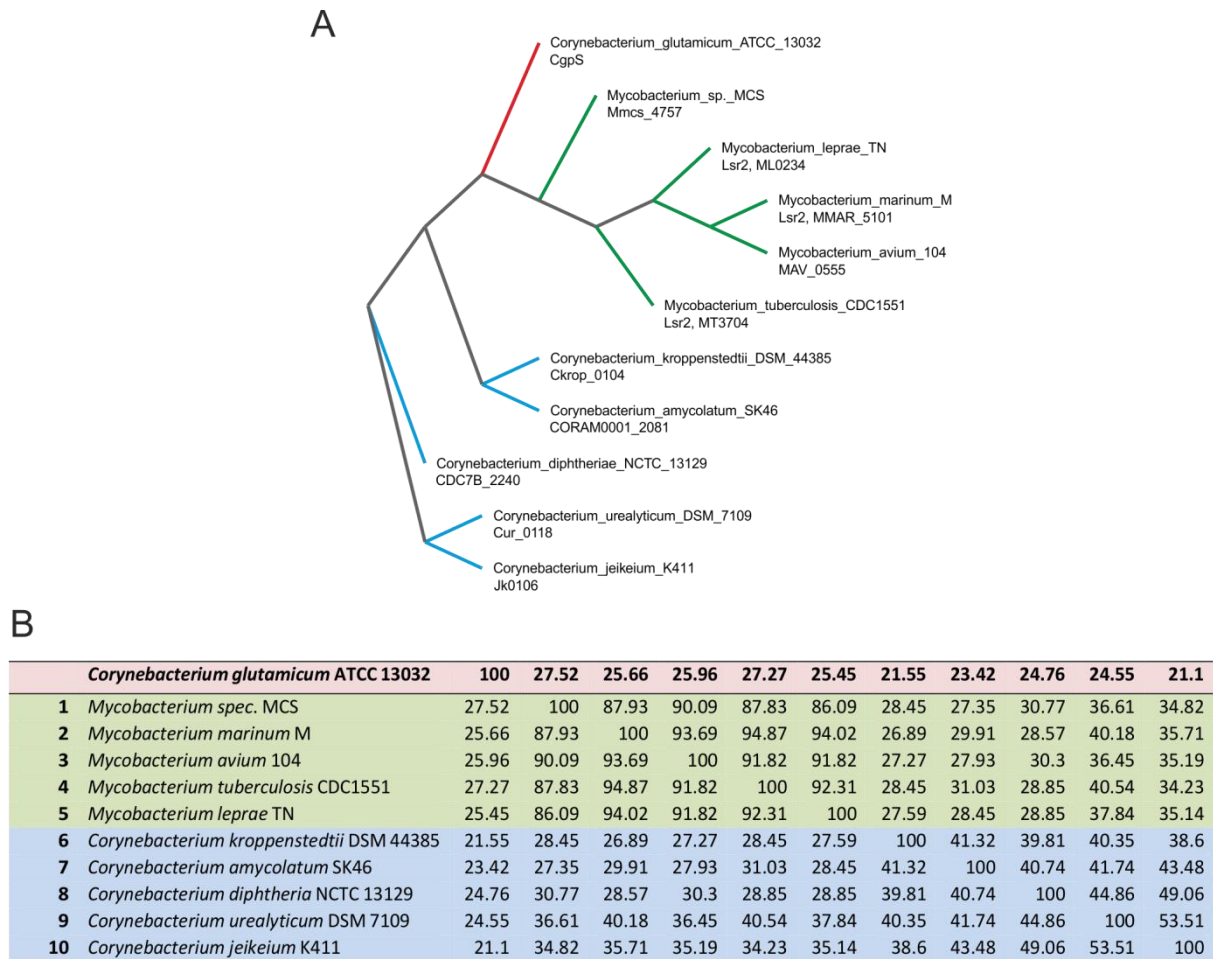 A
Corynebacterium_glutamicum_ATCC_13032
CgpS
Mycobacterium_sp._MCS
Mmcs_4757
Mycobacterium_leprae_TN
Lsr2, ML0234
Mycobacterium_marinum_M
Lsr2, MMAR_5101
Mycobacterium_avium_104
MAV_0555
Mycobacterium_tuberculosis_CDC1551
Lsr2, MT3704
Corynebacterium_kroppenstedtii_DSM_44385
Ckrop_0104
Corynebacterium_amycolatum_SK46
CORAM0001_2081
Corynebacterium_diphtheriae_NCTC_13129
CDC7B_2240
Corynebacterium_urealyticum_DSM_7109
Cur_0118
Corynebacterium_jeikeium_K411
Jk0106
B
Corynebacterium glutamicum ATCC 13032 100 27.52 25.66 25.96 27.27 25.45 21.55 23.42 24.76 24.55 21.1
1 Mycobacterium spec. MCS 27.52 100 87.93 90.09 87.83 86.09 28.45 27.35 30.77 36.61 34.82
2 Mycobacterium marinum M 25.66 87.93 100 93.69 94.87 94.02 26.89 29.91 28.57 40.18 35.71
3 Mycobacterium avium 104 25.96 90.09 93.69 100 91.82 91.82 27.27 27.93 30.3 36.45 35.19
4 Mycobacterium tuberculosis CDC1551 27.27 87.83 94.87 91.82 100 92.31 28.45 31.03 28.85 40.54 34.23
5 Mycobacterium leprae TN 25.45 86.09 94.02 91.82 92.31 100 27.59 28.45 28.85 37.84 35.14
6 Corynebacterium kroppenstedtii DSM 44385 21.55 28.45 26.89 27.27 28.45 27.59 100 41.32 39.81 40.35 38.6
7 Corynebacterium amycolatum SK46 23.42 27.35 29.91 27.93 31.03 28.45 41.32 100 40.74 41.74 43.48
8 Corynebacterium diphtheria NCTC 13129 24.76 30.77 28.57 30.3 28.85 28.85 39.81 40.74 100 44.86 49.06
9 Corynebacterium urealyticum DSM 7109 24.55 36.61 40.18 36.45 40.54 37.84 40.35 41.74 44.86 100 53.51
10 Corynebacterium jeikeium K411 21.1 34.82 35.71 35.19 34.23 35.14 38.6 43.48 49.06 53.51 100